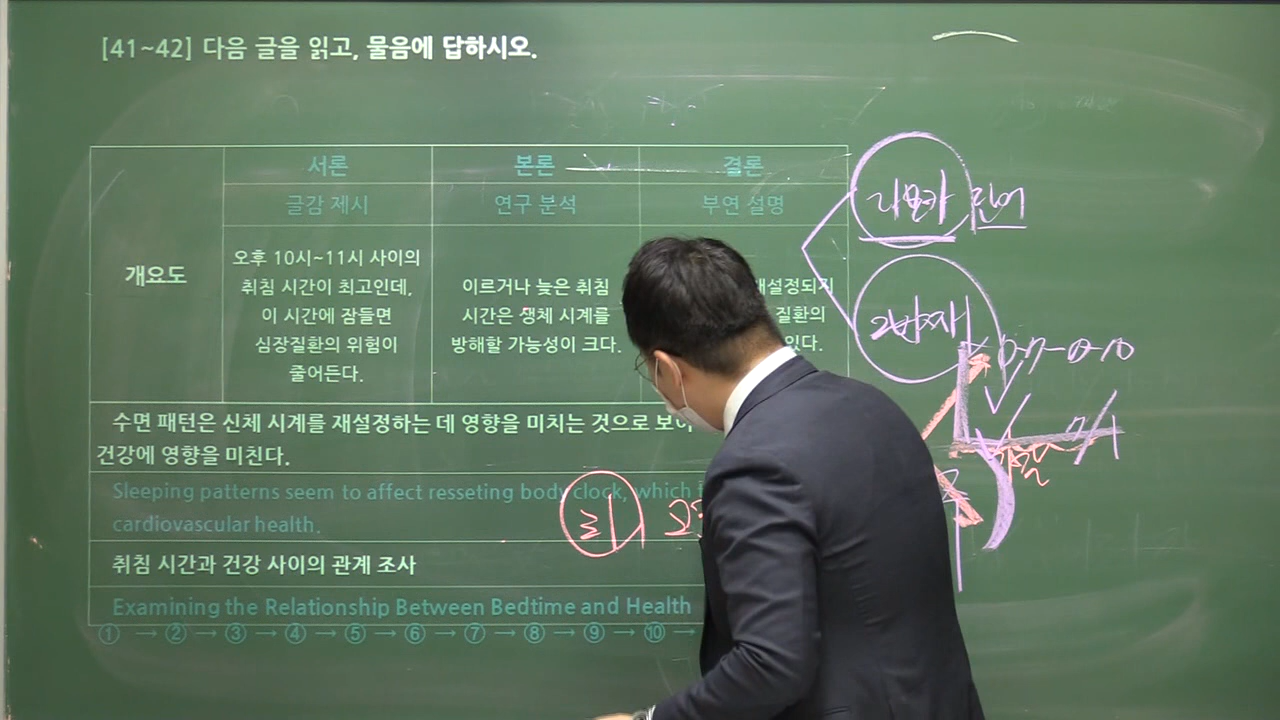 [41~42] 다음 글을 읽고, 물음에 답하시오.
개요도
서론
본론
결론
글감 제시
연구 분석
부연 설명
오후 10시~11시 사이의
취침 시간이 최고인데,
이 시간에 잠들면
심장질환의 위험이
줄어든다.
이르거나 늦은 취침
시간은 생체 시계를
방해할 가능성이 크다.
재설정되지
질환의
있다.
수면 패턴은 신체 시계를 재설정하는 데 영향을 미치는 것으로 보
건강에 영향을 미친다.
Sleeping patterns seem to affect resseting body clock, which
cardiovascular health.
취침 시간과 건강 사이의 관계 조사
Examining the Relationship Between Bedtime and Health
① → ② → ③ → ④ → ⑤ → ⑥ → ⑦ → ⑧ → ⑨ → ⑩ →
단어
2번째